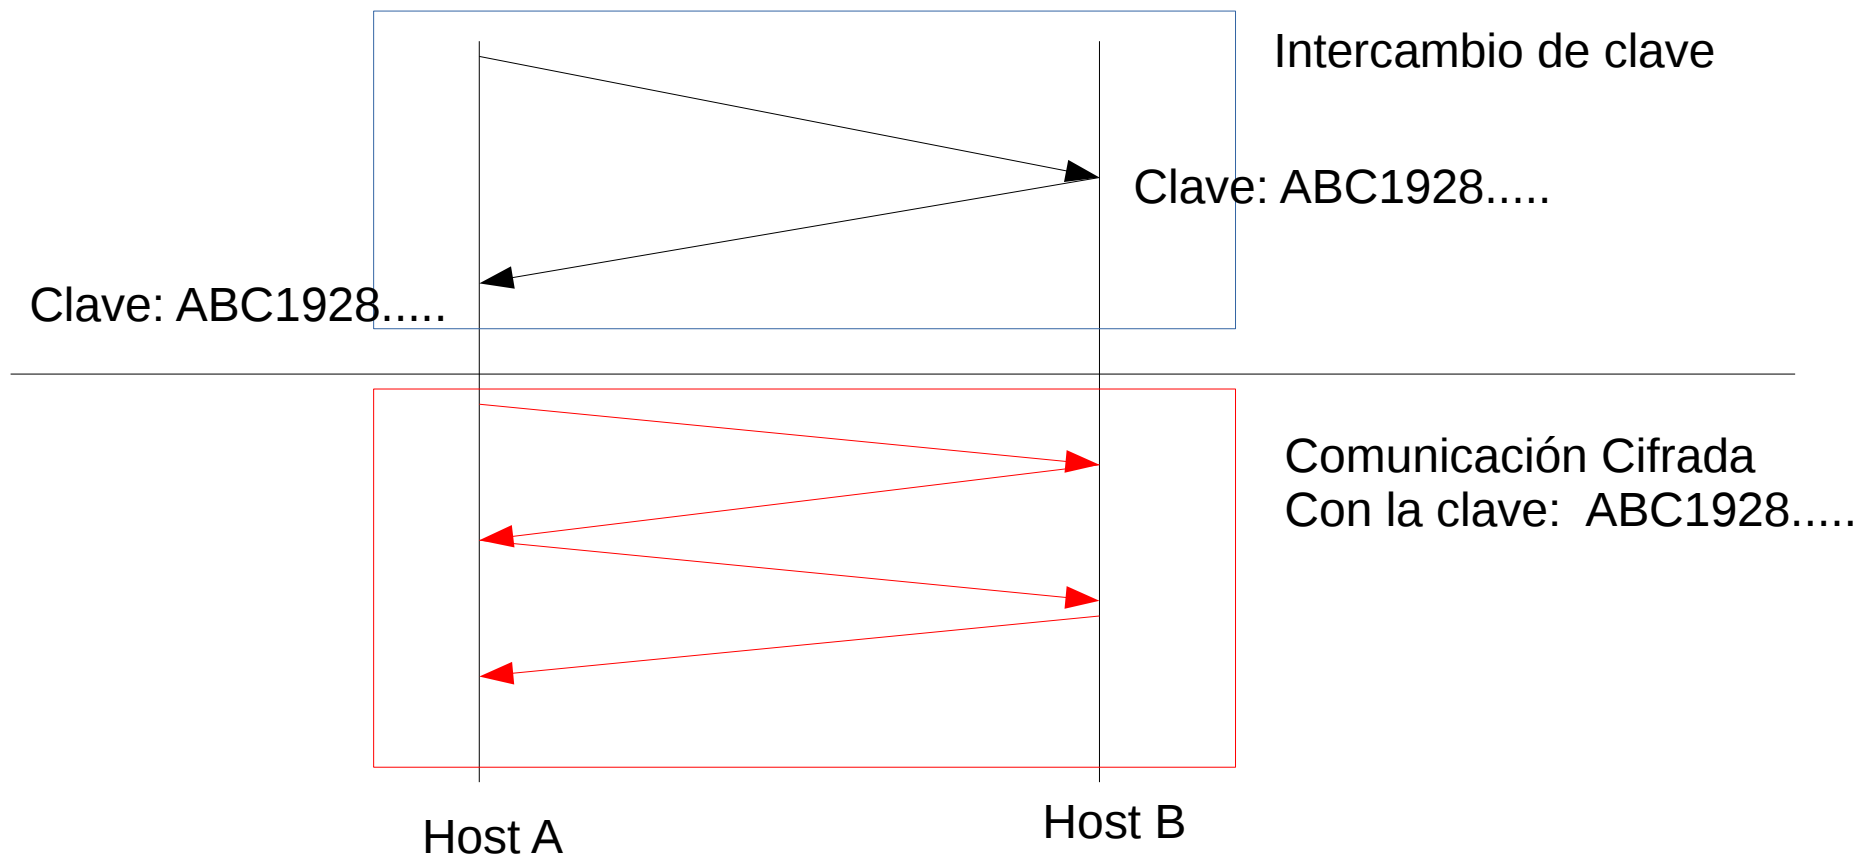 Intercambio de clave
Clave: ABC1928.....
Clave: ABC1928.....
Comunicación Cifrada
Con la clave:  ABC1928.....
Host A
Host B